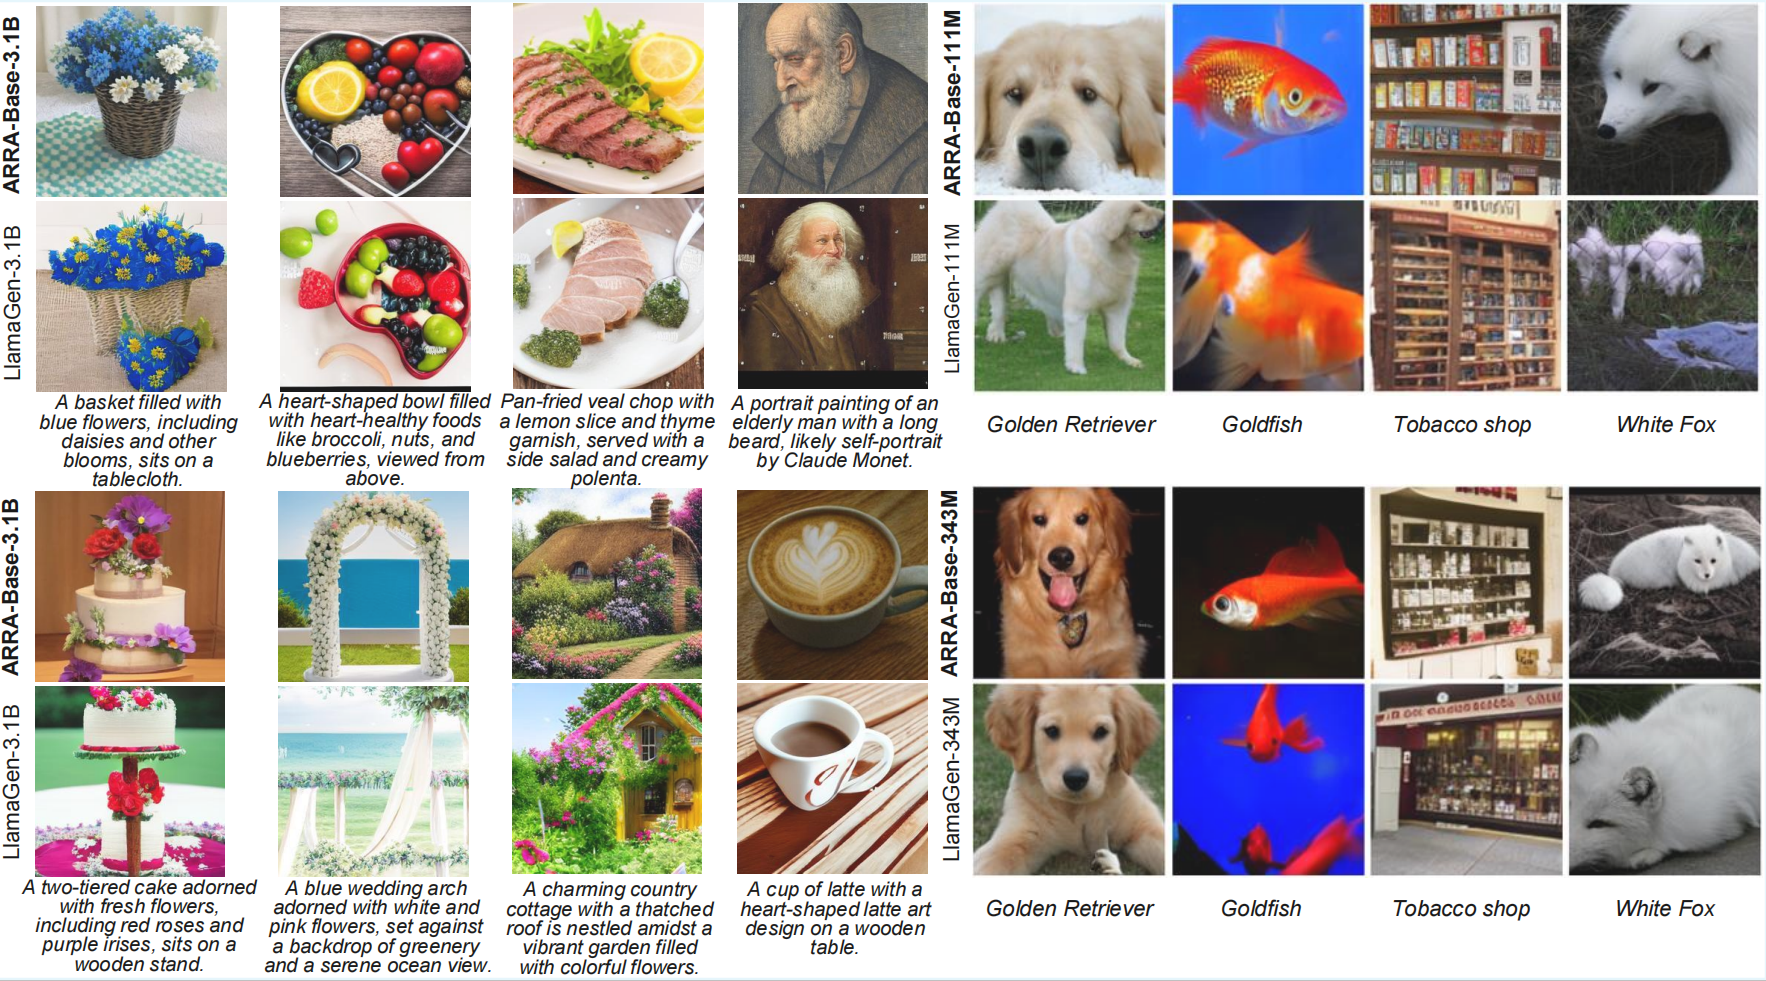 ARRA-Base-3.1B
LlamaGen-3.1B
A basket filled with
blue flowers, including
daisies and other
blooms, sits on a
tablecloth.
A heart-shaped bowl filled
with heart-healthy foods
like broccoli, nuts, and
blueberries, viewed from
above.
Pan-fried veal chop with
a lemon slice and thyme
garnish, served with a
side salad and creamy
polenta.
A portrait painting of an
elderly man with a long
beard, likely self-portrait
by Claude Monet.
ARRA-Base-111M
LlamaGen-111M
Golden Retriever
Goldfish
Tobacco shop
White Fox
ARRA-Base-3.1B
LlamaGen-3.1B
A two-tiered cake adorned
with fresh flowers,
including red roses and
purple irises, sits on a
wooden stand.
A blue wedding arch
adorned with white and
pink flowers, set against
a backdrop of greenery
and a serene ocean view.
A charming country
cottage with a thatched
roof is nestled amidst a
vibrant garden filled
with colorful flowers.
A cup of latte with a
heart-shaped latte art
design on a wooden
table.
ARRA-Base-343M
LlamaGen-343M
Golden Retriever
Goldfish
Tobacco shop
White Fox